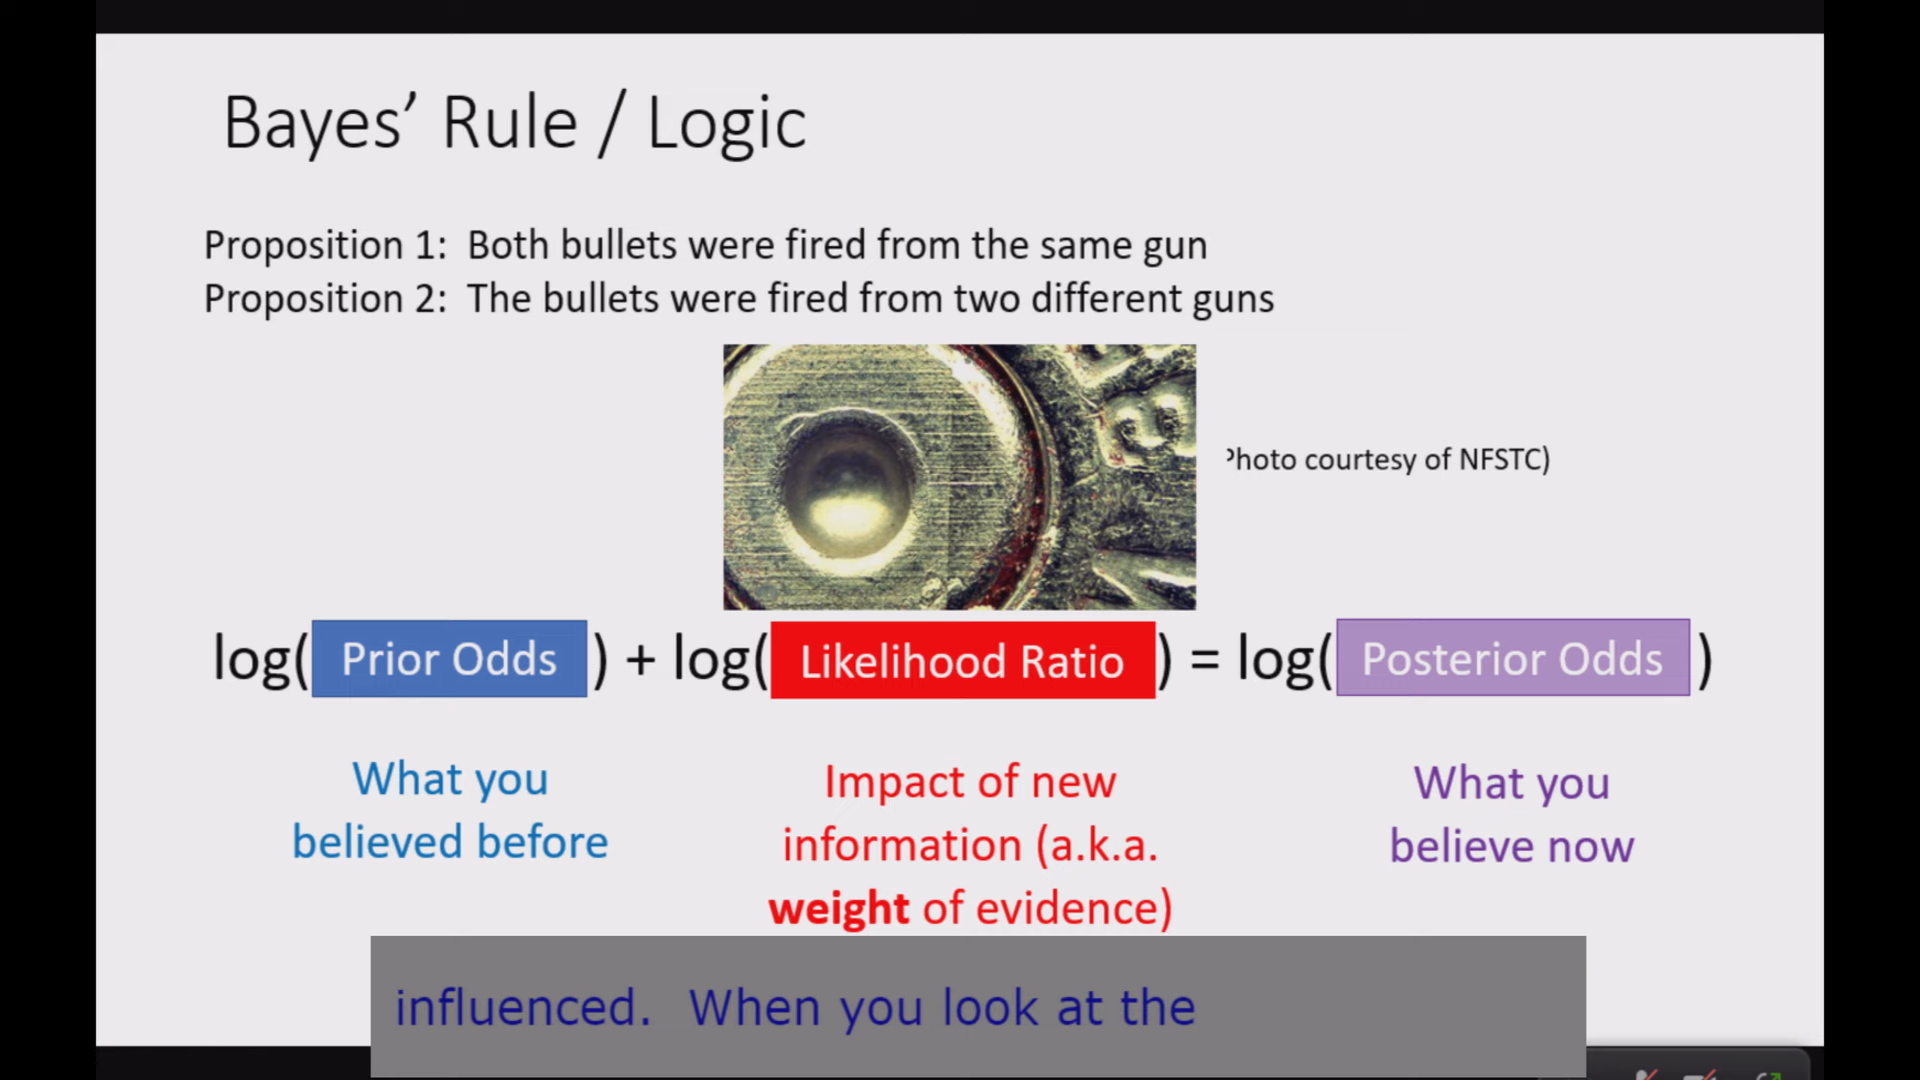 Bayes’ Rule / Logic
Proposition 1: Both bullets were fired from the same gun
Proposition 2: The bullets were fired from two different guns
Photo courtesy of NFSTC)
log( Prior Odds ) + log( Likelihood Ratio ) = log( Posterior Odds )
What you
believed before
Impact of new
information (a.k.a.
weight of evidence)
What you
believe now
influenced. When you look at the